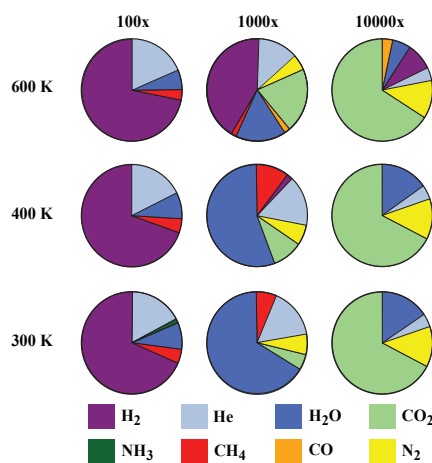 100x 1000x 10000x
600 K
400 K
300 K
H₂ He H₂O CO₂
NH₃ CH₄ CO N₂